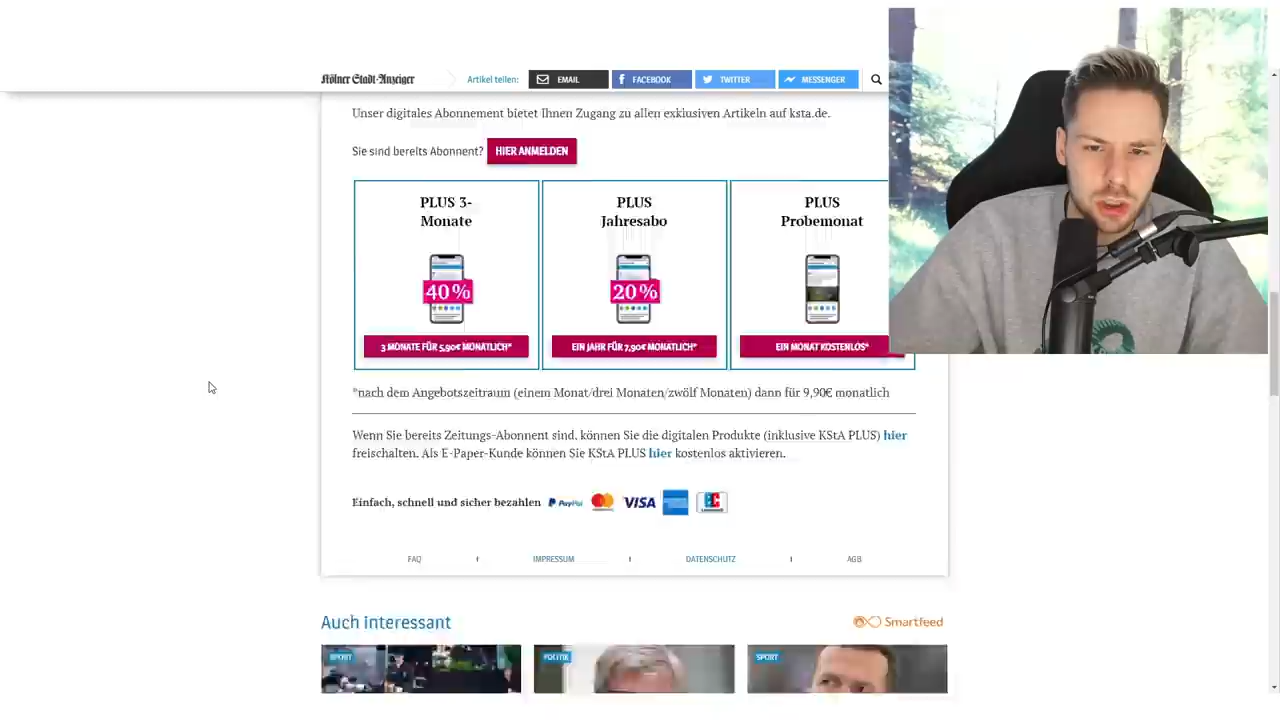 Kölner Stadt-Anzeiger
Artikel teilen:
EMAIL
FACEBOOK
TWITTER
MESSENGER
Unser digitales Abonnement bietet Ihnen Zugang zu allen exklusiven Artikeln auf ksta.de.
Sie sind bereits Abonnent? HIER ANMELDEN
PLUS 3-
Monate
40%
3 MONATE FÜR 5,90€ MONATLICH*
PLUS
Jahresabo
20%
EIN JAHR FÜR 7,90€ MONATLICH*
PLUS
Probemonat
EIN MONAT KOSTENLOS*
*nach dem Angebotszeitraum (einem Monat/drei Monaten/zwölf Monaten) dann für 9,90€ monatlich
Wenn Sie bereits Zeitungs-Abonnent sind, können Sie die digitalen Produkte (inklusive KStA PLUS) hier
freischalten. Als E-Paper-Kunde können Sie KStA PLUS hier kostenlos aktivieren.
Einfach, schnell und sicher bezahlen PayPal VISA
FAQ
IMPRESSUM
DATENSCHUTZ
AGB
Auch interessant
Smartfeed
SPORT
POLITIK
SPORT